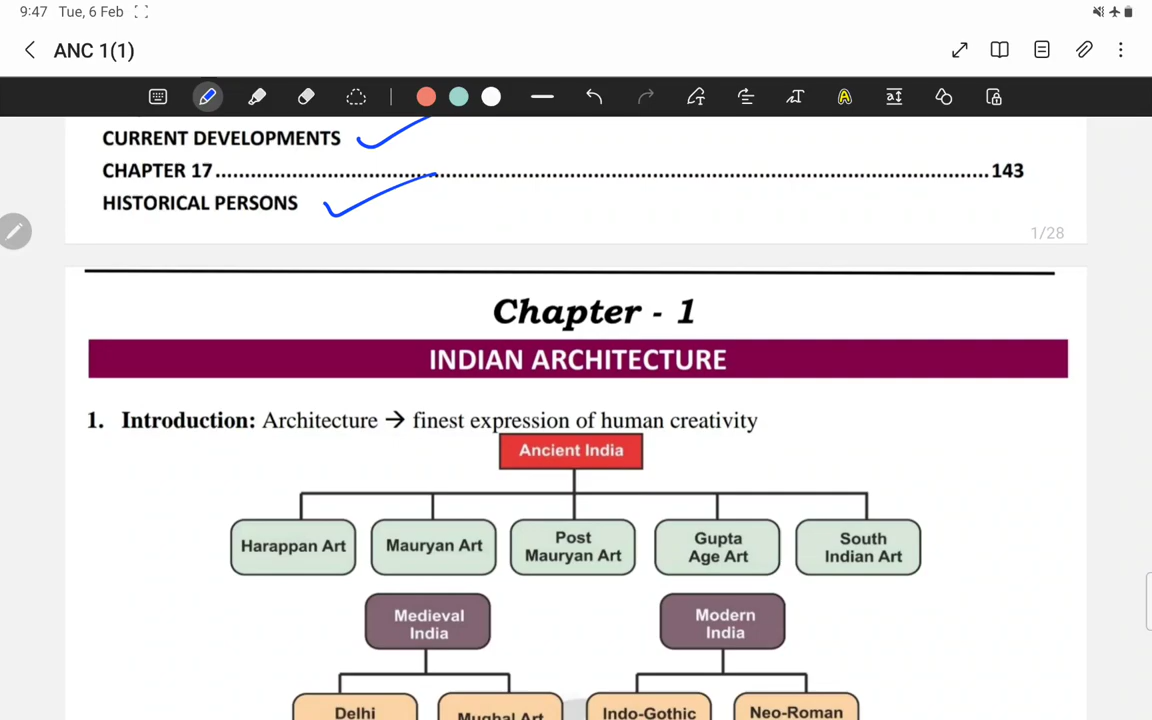 9:47 Tue, 6 Feb
ANC 1(1)
CURRENT DEVELOPMENTS
CHAPTER 17........................................................................................................143
HISTORICAL PERSONS
1/28
Chapter - 1
INDIAN ARCHITECTURE
1. Introduction: Architecture → finest expression of human creativity
Ancient India
Harappan Art
Mauryan Art
Post
Mauryan Art
Gupta
Age Art
South
Indian Art
Medieval
India
Modern
India
Delhi
Mughal Art
Indo-Gothic
Neo-Roman